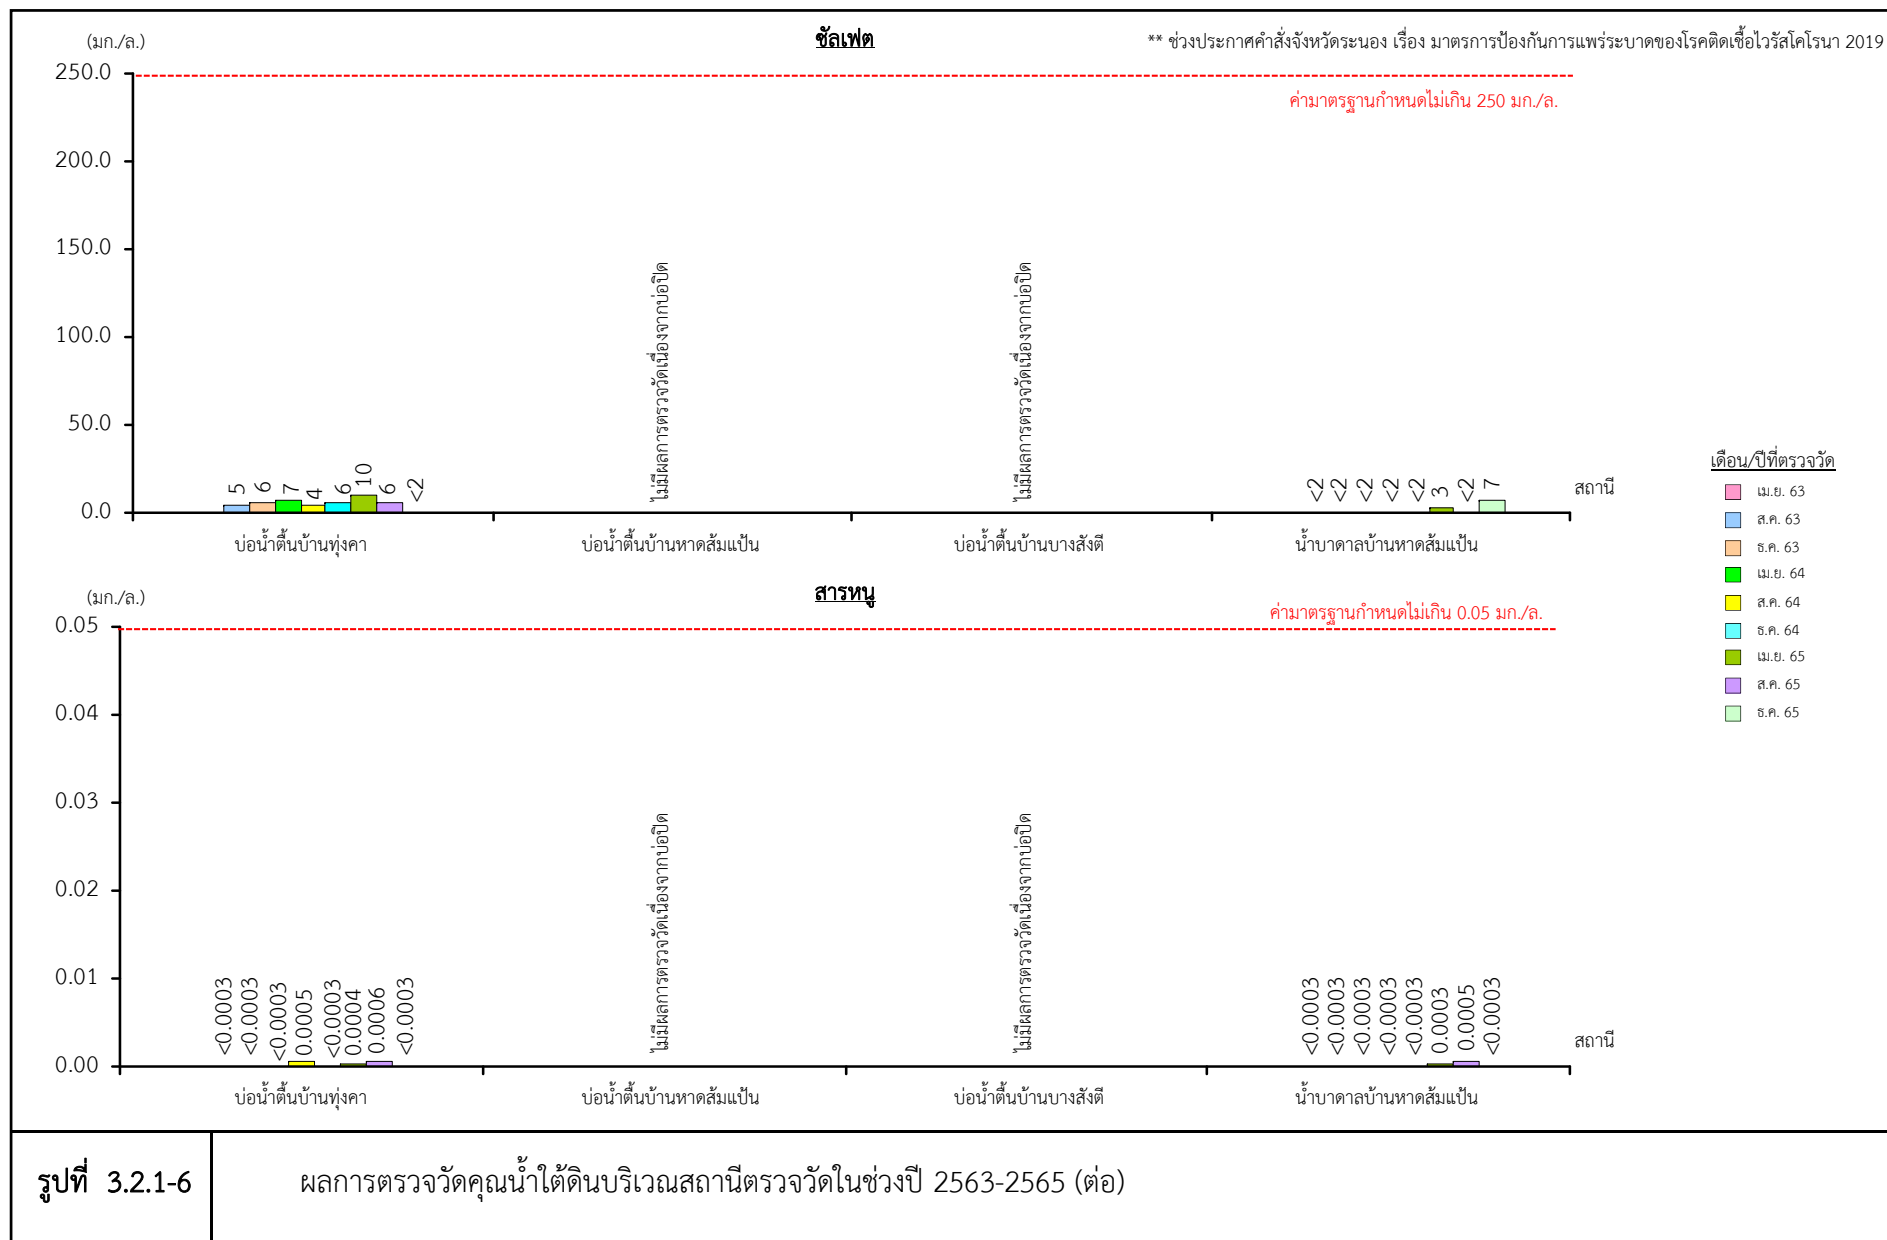 (มก./ล.)
ซัลเฟต
** ช่วงประกาศคำสั่งจังหวัดระนอง เรื่อง มาตรการป้องกันการแพร่ระบาดของโรคติดเชื้อไวรัสโคโรนา 2019
250.0
ค่ามาตรฐานกำหนดไม่เกิน 250 มก./ล.
200.0
150.0
100.0
50.0
0.0
5
6
7
4
6
10
6
<2
ไม่มีผลการตรวจวัดเนื่องจากบ่อปิด
ไม่มีผลการตรวจวัดเนื่องจากบ่อปิด
<2
<2
<2
<2
<2
3
<2
7
สถานี
บ่อน้ำตื้นบ้านทุ่งคา
บ่อน้ำตื้นบ้านหาดส้มแป้น
บ่อน้ำตื้นบ้านบางสังตี
น้ำบาดาลบ้านหาดส้มแป้น
เดือน/ปีที่ตรวจวัด
เม.ย. 63
ส.ค. 63
ธ.ค. 63
เม.ย. 64
ส.ค. 64
ธ.ค. 64
เม.ย. 65
ส.ค. 65
ธ.ค. 65
(มก./ล.)
สารหนู
ค่ามาตรฐานกำหนดไม่เกิน 0.05 มก./ล.
0.05
0.04
0.03
0.02
0.01
0.00
<0.0003
<0.0003
<0.0003
0.0005
<0.0003
0.0004
0.0006
<0.0003
ไม่มีผลการตรวจวัดเนื่องจากบ่อปิด
ไม่มีผลการตรวจวัดเนื่องจากบ่อปิด
<0.0003
<0.0003
<0.0003
<0.0003
<0.0003
0.0003
0.0005
<0.0003
สถานี
บ่อน้ำตื้นบ้านทุ่งคา
บ่อน้ำตื้นบ้านหาดส้มแป้น
บ่อน้ำตื้นบ้านบางสังตี
น้ำบาดาลบ้านหาดส้มแป้น
รูปที่ 3.2.1-6
ผลการตรวจวัดคุณน้ำใต้ดินบริเวณสถานีตรวจวัดในช่วงปี 2563-2565 (ต่อ)